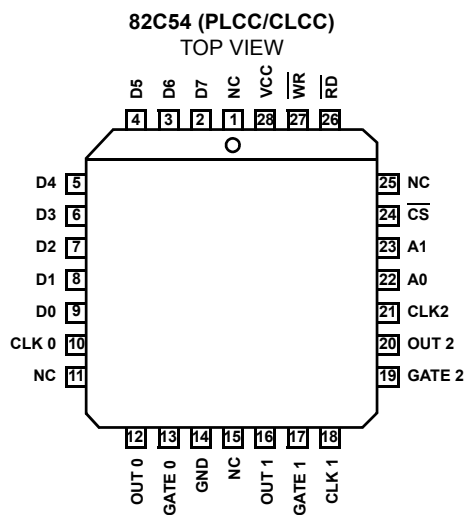 82C54 (PLCC/CLCC)
TOP VIEW
D5 D6 D7 NC VCC WR RD
4 3 2 1 28 27 26
D4 5 25 NC
D3 6 24 CS
D2 7 23 A1
D1 8 22 A0
D0 9 21 CLK2
CLK 0 10 20 OUT 2
NC 11 19 GATE 2
12 13 14 15 16 17 18
OUT 0 GATE 0 GND NC OUT 1 GATE 1 CLK 1